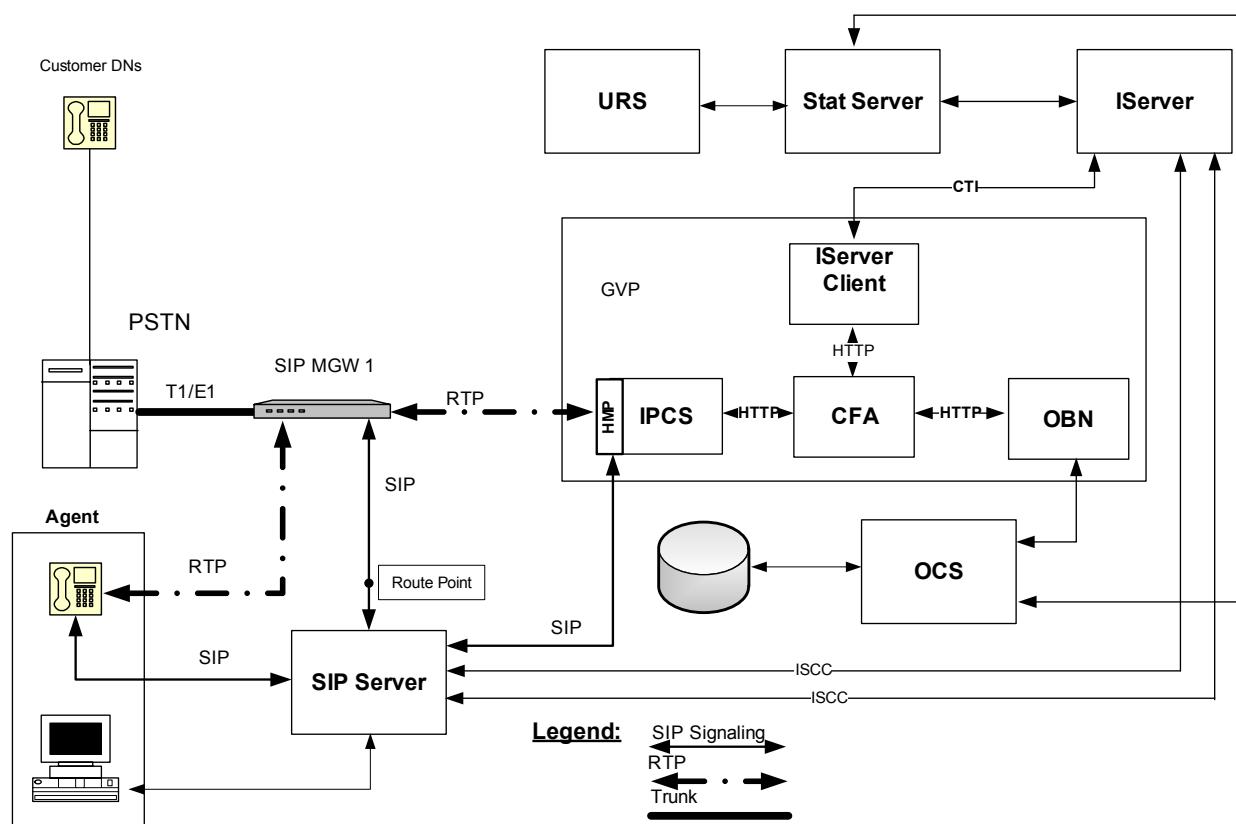 Customer DNs
URS
Stat Server
IServer
CTI
IServer
Client
GVP
HTTP
PSTN
SIP MGW 1
T1/E1
RTP
HMP
IPCS
HTTP
CFA
HTTP
OBN
SIP
Agent
RTP
Route Point
OCS
SIP
SIP
SIP Server
ISCC
ISCC
Legend:
SIP Signaling
RTP
Trunk